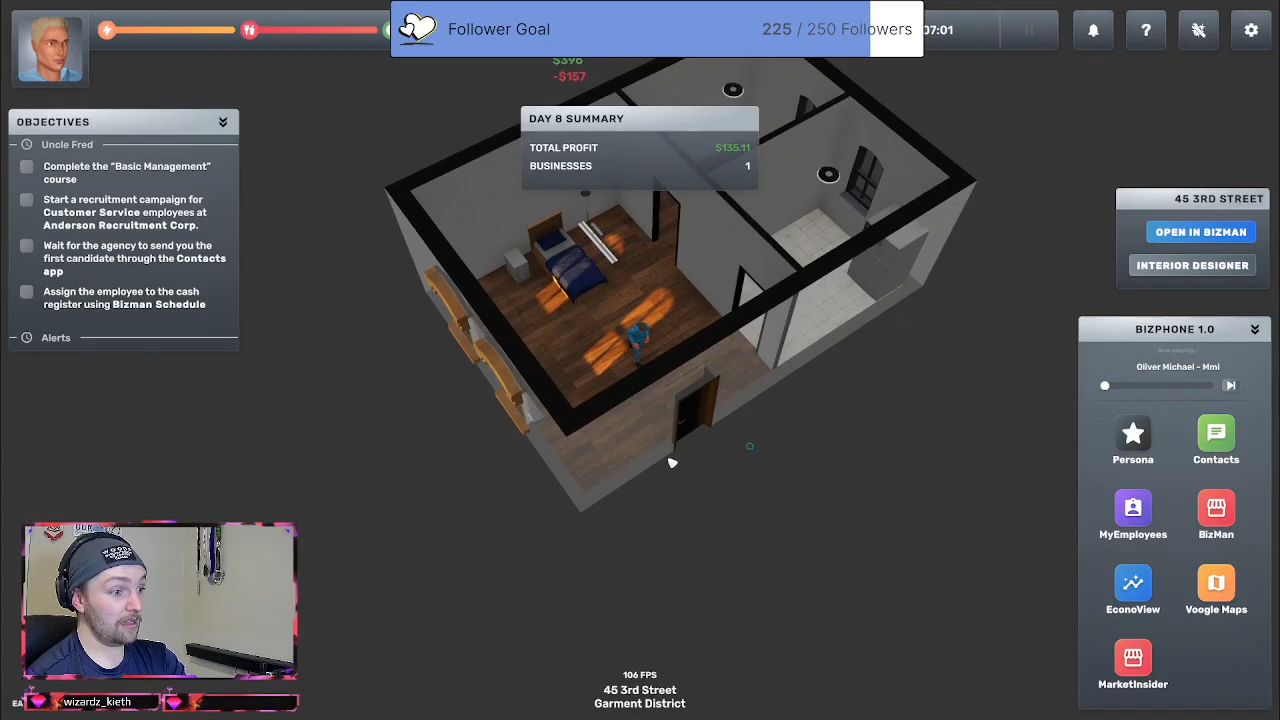 Follower Goal
225 / 250 Followers
07:01
$396
-$157
OBJECTIVES
Uncle Fred
Complete the "Basic Management"
course
Start a recruitment campaign for
Customer Service employees at
Anderson Recruitment Corp.
Wait for the agency to send you the
first candidate through the Contacts
app
Assign the employee to the cash
register using Bizman Schedule
Alerts
DAY 8 SUMMARY
TOTAL PROFIT
$135.11
BUSINESSES
1
45 3RD STREET
OPEN IN BIZMAN
INTERIOR DESIGNER
BIZPHONE 1.0
Now playing...
Oliver Michael - Mmi
Persona
Contacts
MyEmployees
BizMan
EconoView
Voogle Maps
MarketInsider
106 FPS
45 3rd Street
Garment District
EA
wizardz_kieth